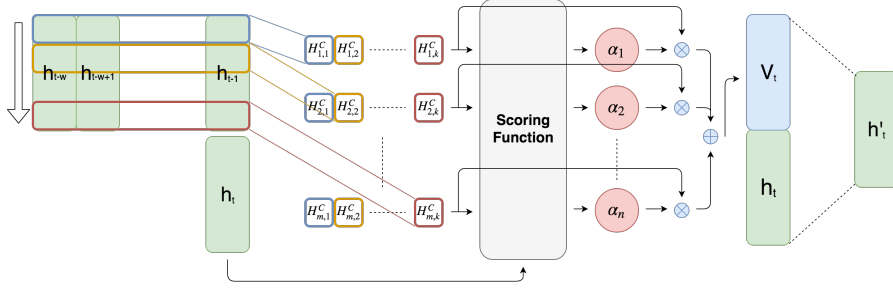 h_{t-w} h_{t-w+1} h_{t-1}
H^C_{1,1} H^C_{1,2} H^C_{1,k}
α_1
H^C_{2,1} H^C_{2,2} H^C_{2,k}
α_2
H^C_{m,1} H^C_{m,2} H^C_{m,k}
α_n
h_t
Scoring
Function
V_t
h_t
h'_t